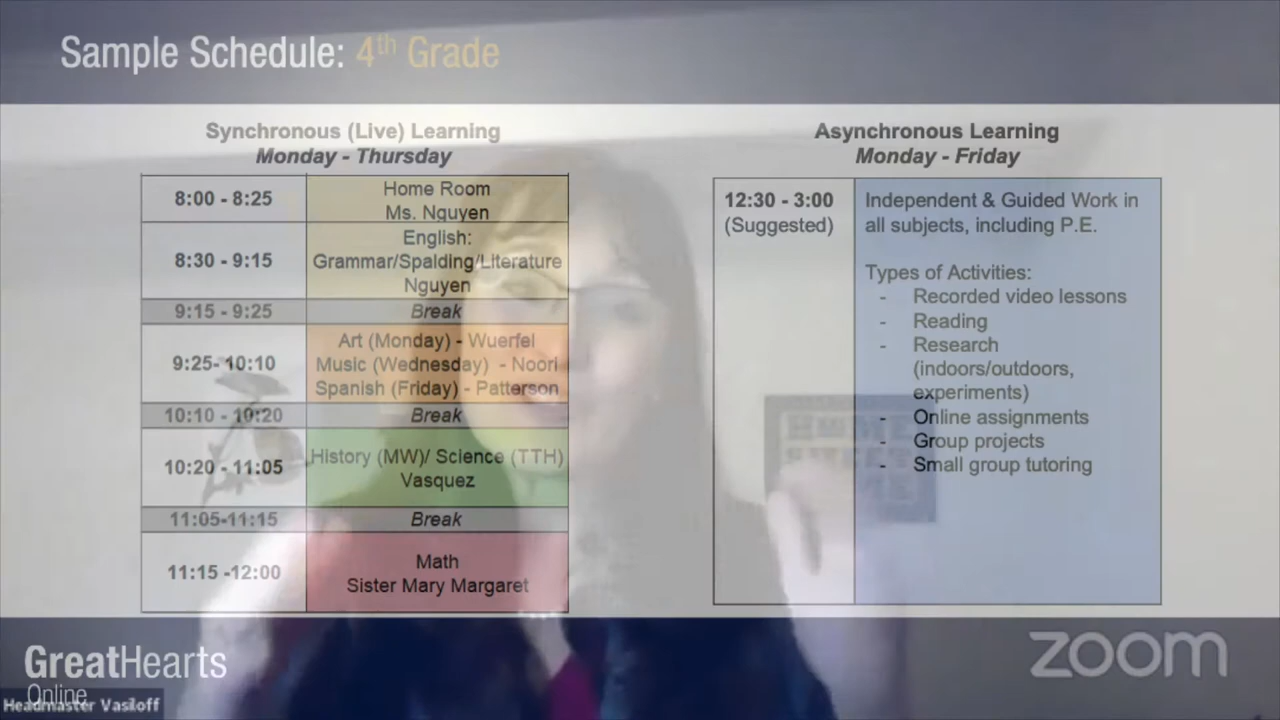 Sample Schedule: 4th Grade
Synchronous (Live) Learning
Monday - Thursday
8:00 - 8:25
Home Room
Ms. Nguyen
8:30 - 9:15
English:
Grammar/Spalding/Literature
Nguyen
9:15 - 9:25
Break
9:25- 10:10
Art (Monday) - Wuerfel
Music (Wednesday) - Noori
Spanish (Friday) - Patterson
10:10 - 10:20
Break
10:20 - 11:05
History (MW)/ Science (TTH)
Vasquez
11:05-11:15
Break
11:15 -12:00
Math
Sister Mary Margaret
Asynchronous Learning
Monday - Friday
12:30 - 3:00
(Suggested)
Independent & Guided Work in
all subjects, including P.E.
Types of Activities:
- Recorded video lessons
- Reading
- Research
(indoors/outdoors,
experiments)
- Online assignments
- Group projects
- Small group tutoring
HOME
SWEET
HOME
GreatHearts
Online
Headmaster Vasiloff
zoom